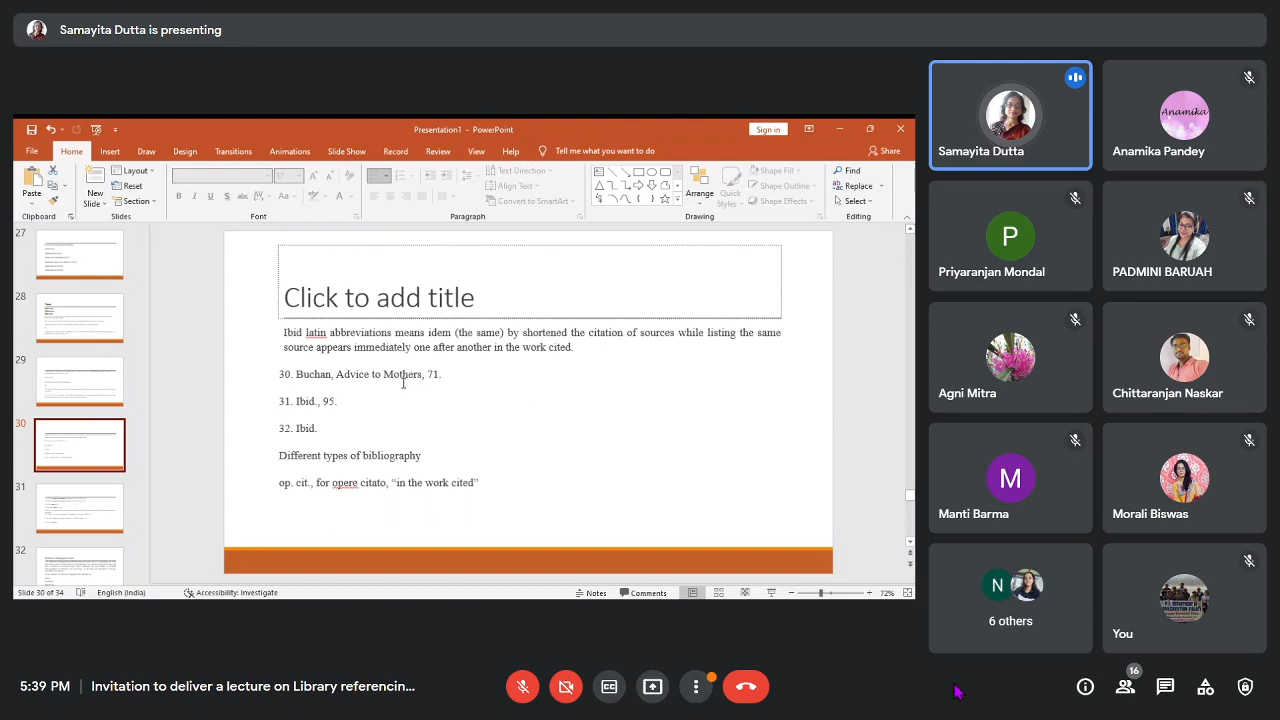 Samayita Dutta is presenting
Presentation1 - PowerPoint
Sign in
File Home Insert Draw Design Transitions Animations Slide Show Record Review View Help Tell me what you want to do Share
Paste
Clipboard
New
Slide
Layout
Reset
Section
Slides
Font
Text Direction
Align Text
Convert to SmartArt
Paragraph
Arrange
Quick
Styles
Shape Fill
Shape Outline
Shape Effects
Drawing
Find
Replace
Select
Editing
27
28
29
30
31
32
Click to add title
Ibid latin abbreviations means idem (the same) by shortened the citation of sources while listing the same
source appears immediately one after another in the work cited.
30. Buchan, Advice to Mothers, 71.
31. Ibid., 95.
32. Ibid.
Different types of bibliography
op. cit., for opere citato, “in the work cited”
Slide 30 of 34 English (India) Accessibility: Investigate Notes Comments 72%
Samayita Dutta
Anamika
Anamika Pandey
P
Priyaranjan Mondal
PADMINI BARUAH
Agni Mitra
Chittaranjan Naskar
M
Manti Barma
Morali Biswas
N
6 others
You
5:39 PM | Invitation to deliver a lecture on Library referencin...
16